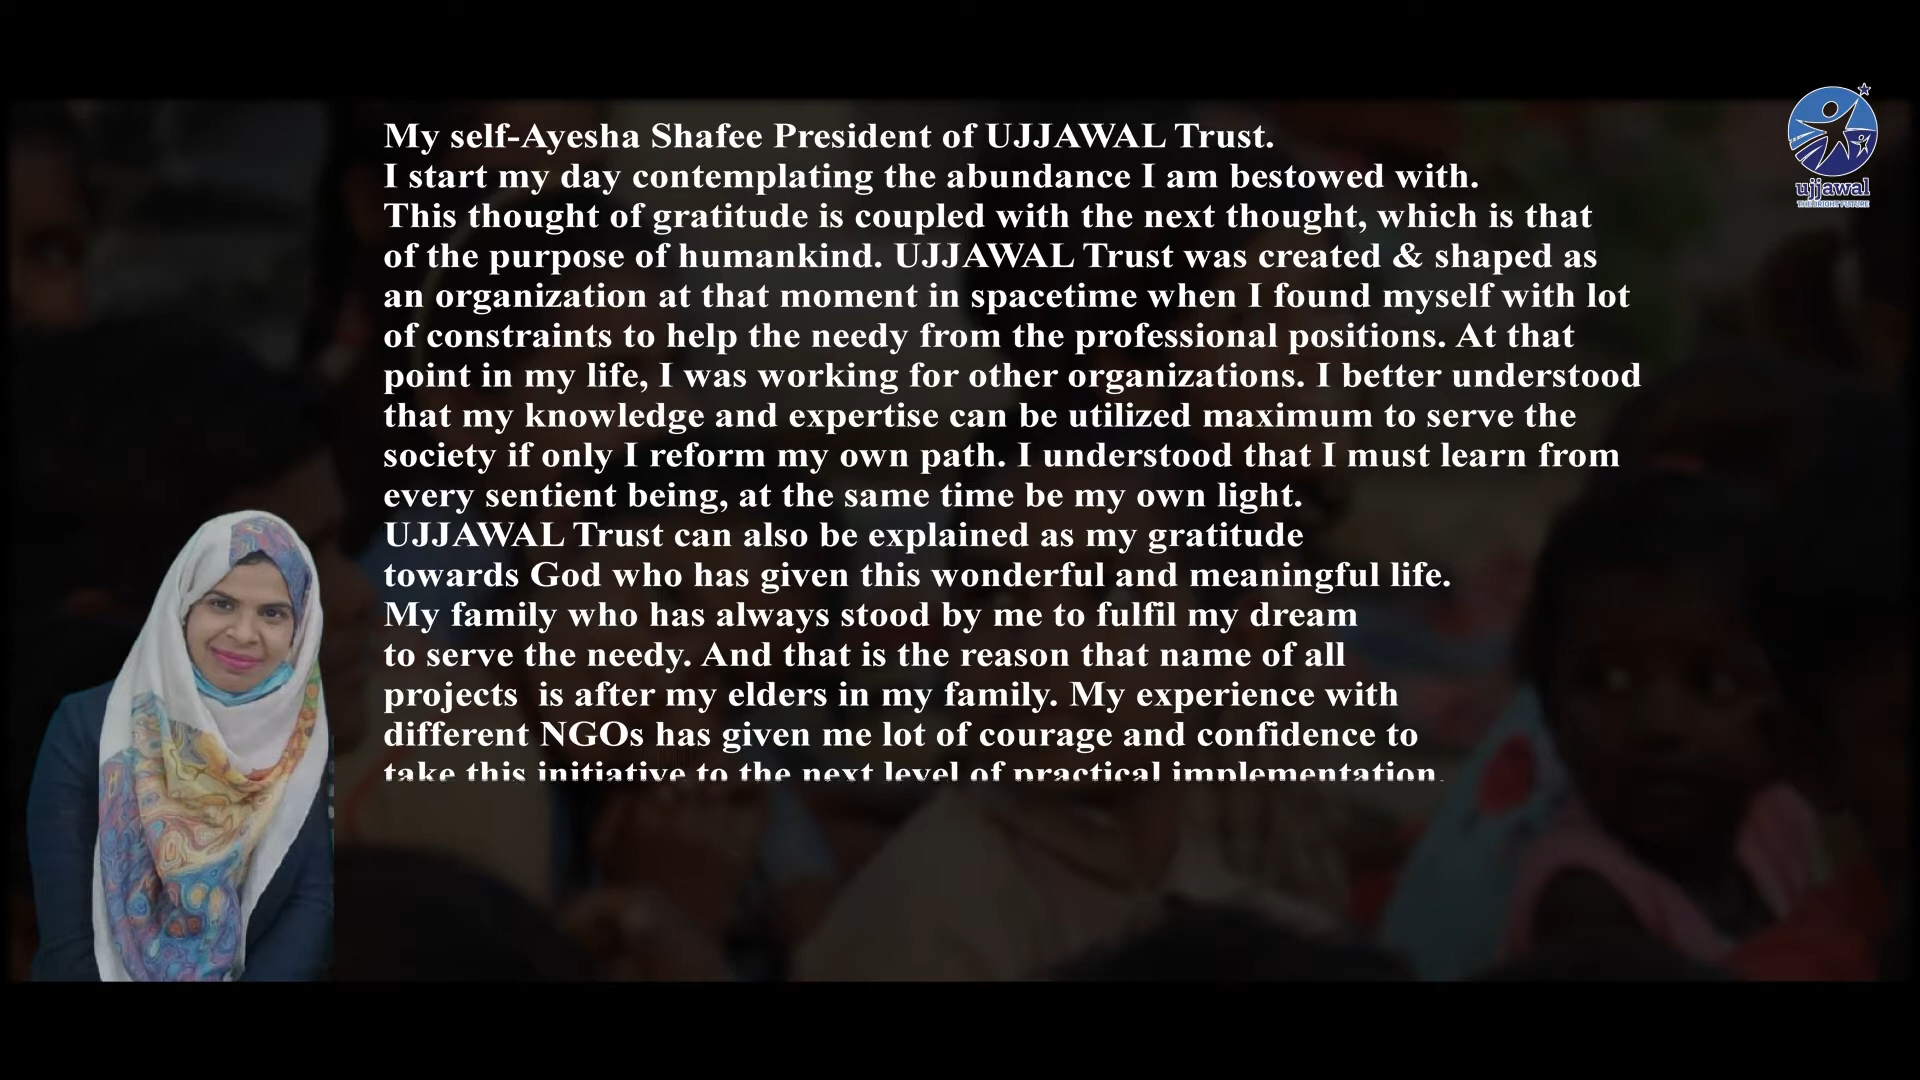 My self-Ayesha Shafee President of UJJAWAL Trust.
I start my day contemplating the abundance I am bestowed with.
This thought of gratitude is coupled with the next thought, which is that
of the purpose of humankind. UJJAWAL Trust was created & shaped as
an organization at that moment in spacetime when I found myself with lot
of constraints to help the needy from the professional positions. At that
point in my life, I was working for other organizations. I better understood
that my knowledge and expertise can be utilized maximum to serve the
society if only I reform my own path. I understood that I must learn from
every sentient being, at the same time be my own light.
UJJAWAL Trust can also be explained as my gratitude
towards God who has given this wonderful and meaningful life.
My family who has always stood by me to fulfil my dream
to serve the needy. And that is the reason that name of all
projects  is after my elders in my family. My experience with
different NGOs has given me lot of courage and confidence to
take this initiative to the next level of practical implementation.
ujjawal
THE BRIGHT FUTURE